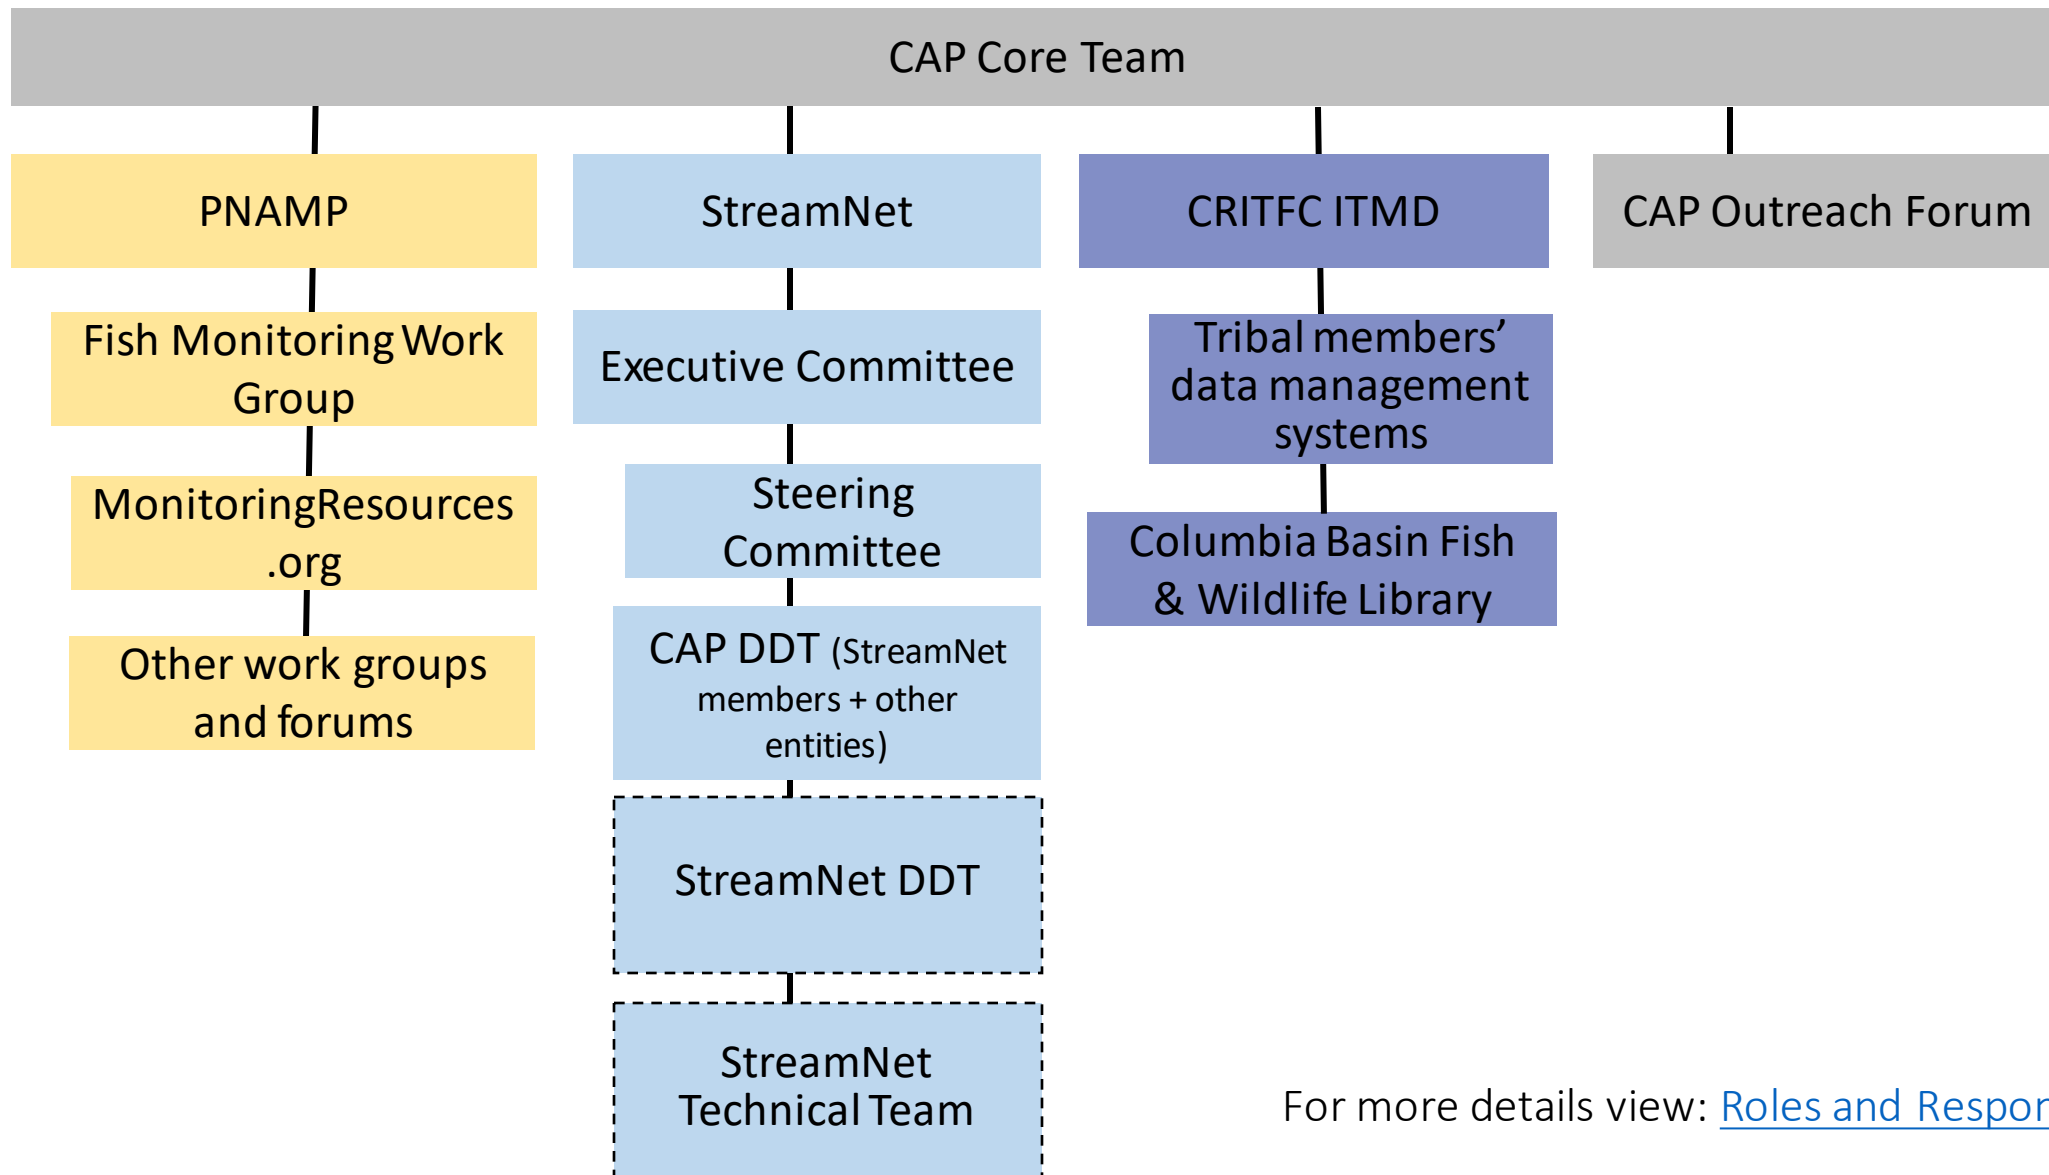 CAP Core Team
PNAMP
StreamNet
CRITFC ITMD
CAP Outreach Forum
Fish Monitoring Work
Group
MonitoringResources
.org
Other work groups
and forums
Executive Committee
Steering
Committee
CAP DDT (StreamNet
members + other
entities)
StreamNet DDT
StreamNet
Technical Team
Tribal members’
data management
systems
Columbia Basin Fish
& Wildlife Library
For more details view: Roles and